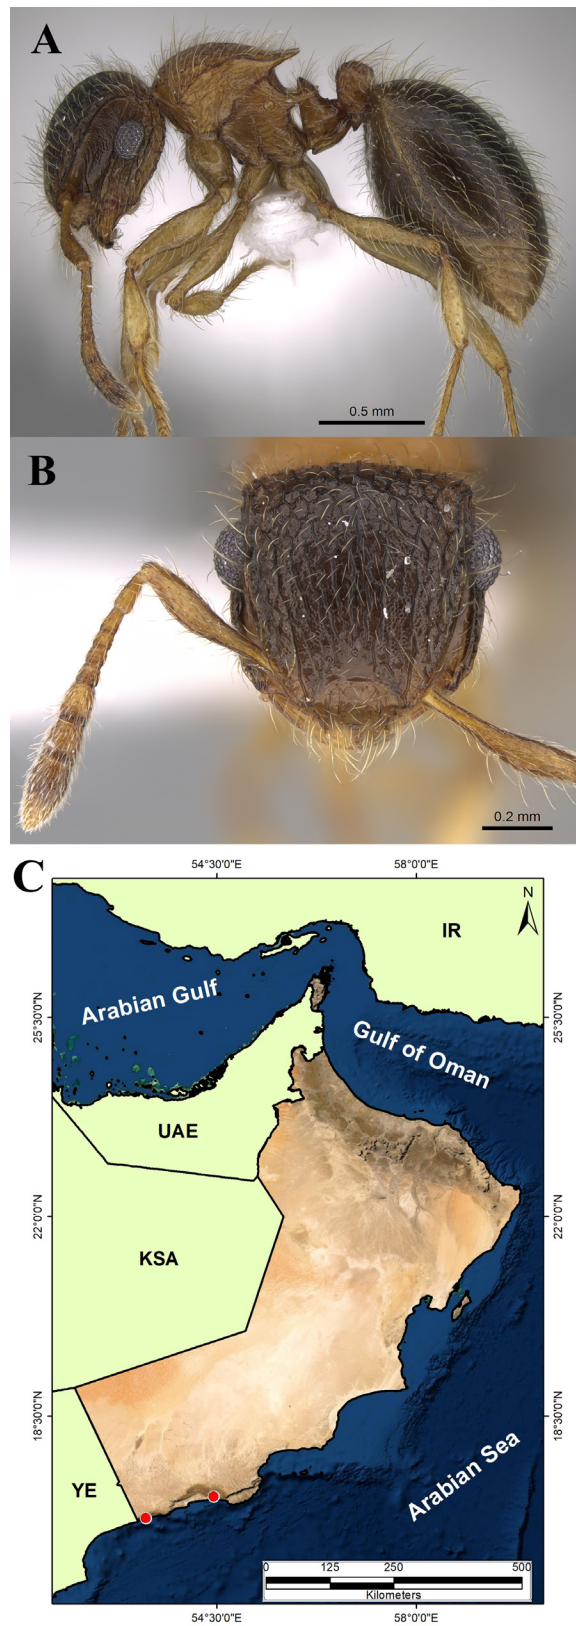 A
0.5 mm
B
0.2 mm
C
54°30'0"E 58°0'0"E
N
IR
Arabian Gulf
25°30'0"N 25°30'0"N
Gulf of Oman
UAE
22°0'0"N 22°0'0"N
KSA
18°30'0"N 18°30'0"N
Arabian Sea
YE
0 125 250 500
Kilometers
54°30'0"E 58°0'0"E